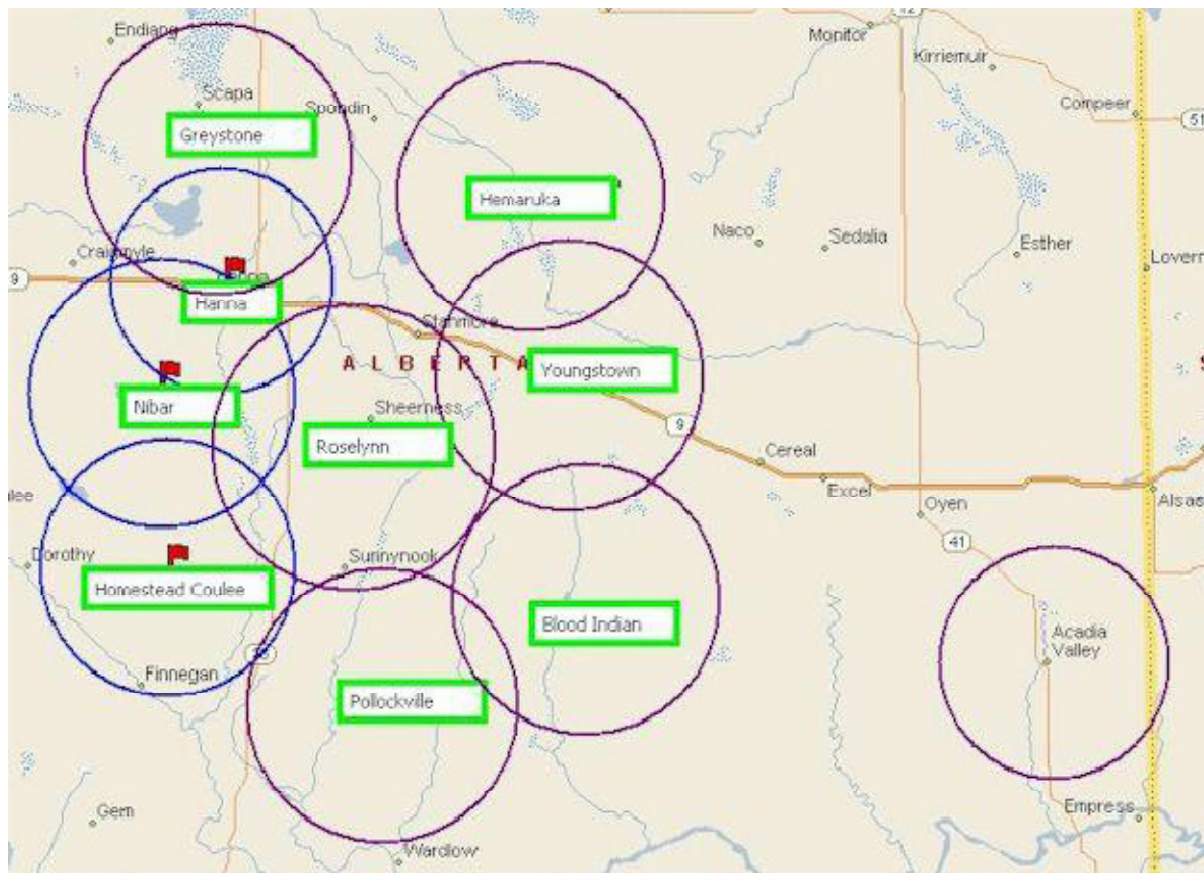 Endiang
42
Monitor
Kirriemuir
Scapa
Spondin
Compeer
51
Greystone
Hemaruka
Naco
Sedalia
Esther
Craigmyle
9
Hanna
Stanmore
ALBERTA
Youngstown
Nibar
Sheerness
9
Roselynn
Cereal
Excel
Oyen
Alsas
41
Dorothy
Sunnynook
Homestead Coulee
Blood Indian
Acadia
Valley
Finnegan
Pollockville
Gem
Empress
Wardlow